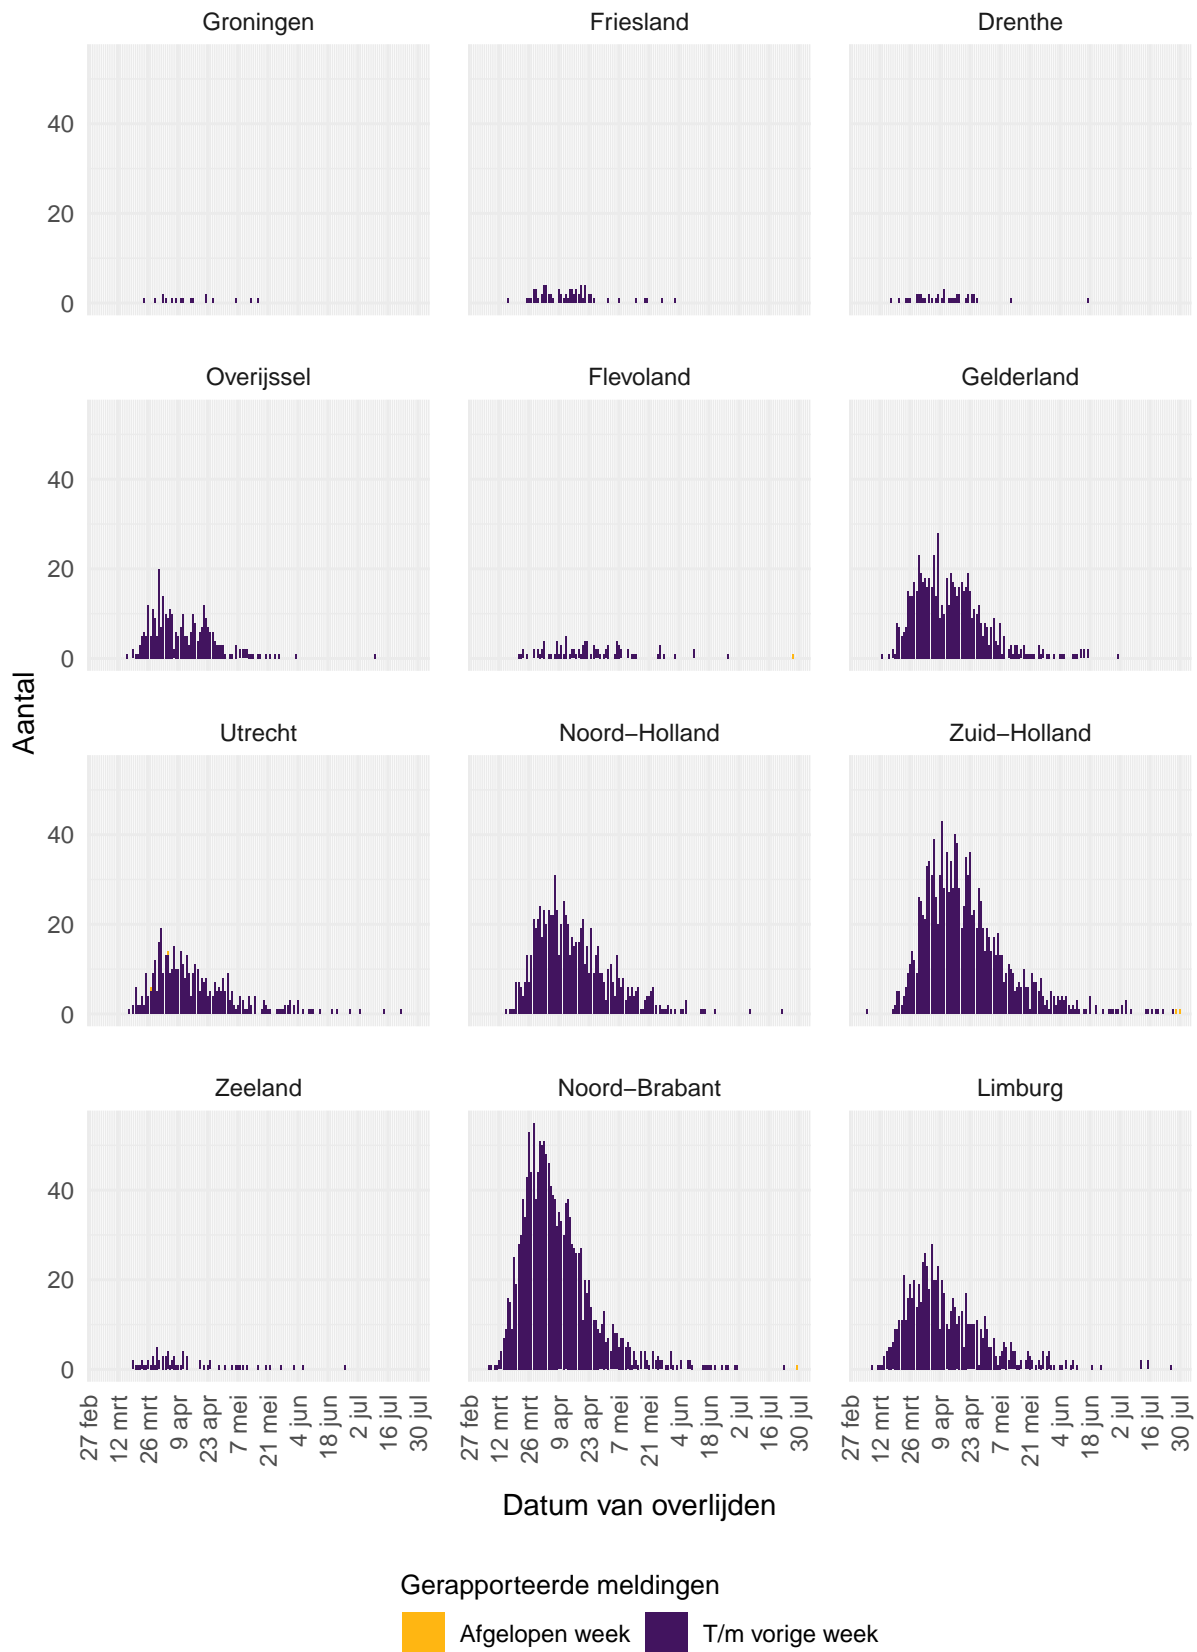 Groningen Friesland Drenthe
40
20
0
Overijssel Flevoland Gelderland
40
20
0
Aantal
Utrecht Noord−Holland Zuid−Holland
40
20
0
Zeeland Noord−Brabant Limburg
40
20
0
27 feb 12 mrt 26 mrt 9 apr 23 apr 7 mei 21 mei 4 jun 18 jun 2 jul 16 jul 30 jul 27 feb 12 mrt 26 mrt 9 apr 23 apr 7 mei 21 mei 4 jun 18 jun 2 jul 16 jul 30 jul 27 feb 12 mrt 26 mrt 9 apr 23 apr 7 mei 21 mei 4 jun 18 jun 2 jul 16 jul 30 jul
Datum van overlijden
Gerapporteerde meldingen
Afgelopen week T/m vorige week